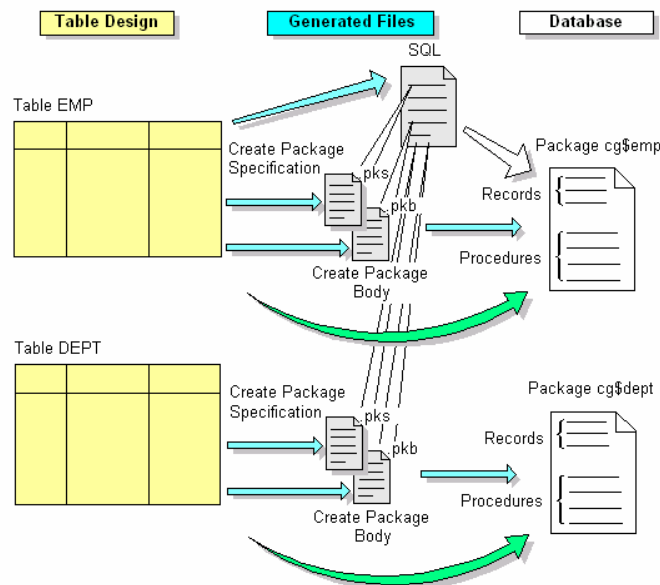 Table Design
Generated Files
Database
SQL
Table EMP
Create Package
Specification
.pks
.pkb
Create Package
Body
Package cg$emp
Records
Procedures
Table DEPT
Create Package
Specification
.pks
.pkb
Create Package
Body
Package cg$dept
Records
Procedures